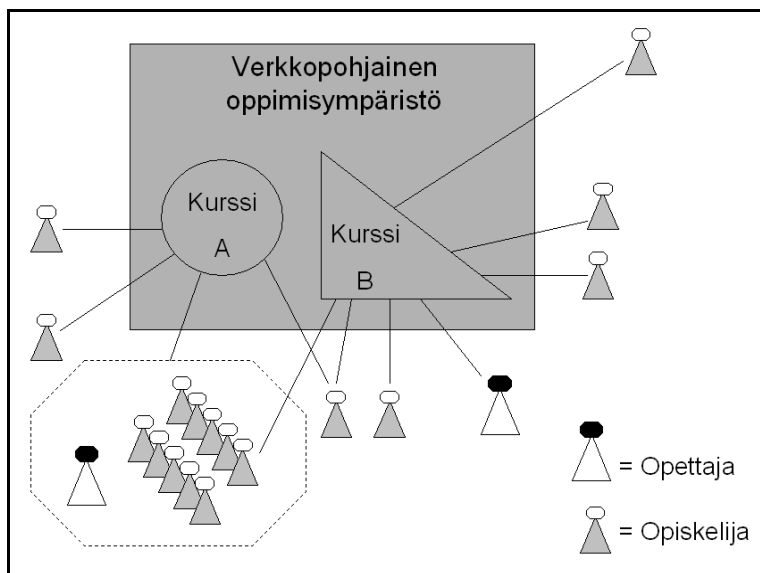 Verkkopohjainen
oppimisympäristö
Kurssi
A
Kurssi
B
= Opettaja
= Opiskelija